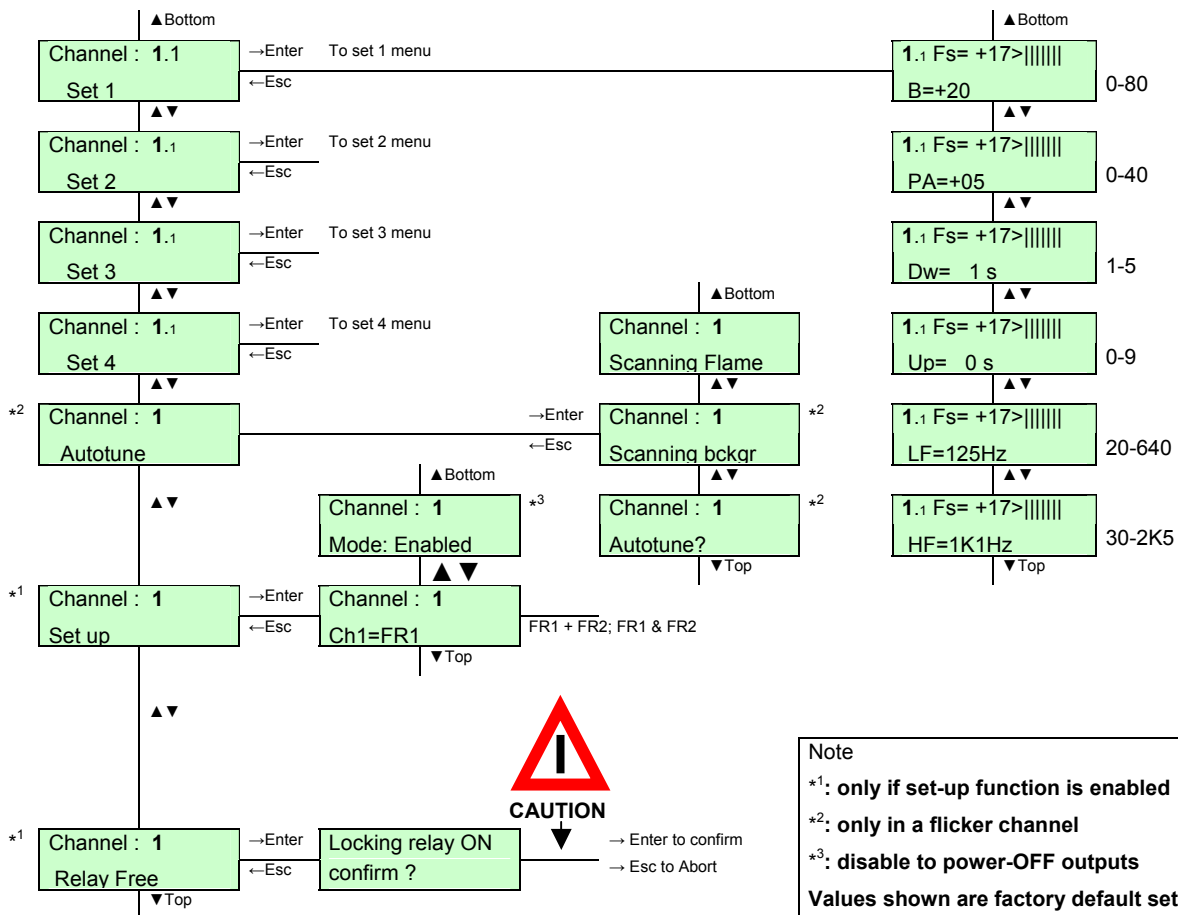 ▲Bottom
Channel : 1.1
Set 1
→Enter To set 1 menu
←Esc
▲▼
Channel : 1.1
Set 2
→Enter To set 2 menu
←Esc
▲▼
Channel : 1.1
Set 3
→Enter To set 3 menu
←Esc
▲▼
Channel : 1.1
Set 4
→Enter To set 4 menu
←Esc
▲▼
*2
Channel : 1
Autotune
→Enter
←Esc
▲▼
*1
Channel : 1
Set up
→Enter
←Esc
▲▼
*1
Channel : 1
Relay Free
→Enter
←Esc
▼Top
▲Bottom
Channel : 1
Mode: Enabled
*3
▲ ▼
Channel : 1
Ch1=FR1
FR1 + FR2; FR1 & FR2
▼Top
Locking relay ON
confirm ?
CAUTION
→ Enter to confirm
→ Esc to Abort
▲Bottom
Channel : 1
Scanning Flame
▲▼
Channel : 1
Scanning bckgr
*2
▲▼
Channel : 1
Autotune?
*2
▼Top
▲Bottom
1.1 Fs= +17>|||||||
B=+20
0-80
▲▼
1.1 Fs= +17>|||||||
PA=+05
0-40
▲▼
1.1 Fs= +17>|||||||
Dw= 1 s
1-5
▲▼
1.1 Fs= +17>|||||||
Up= 0 s
0-9
▲▼
1.1 Fs= +17>|||||||
LF=125Hz
20-640
▲▼
1.1 Fs= +17>|||||||
HF=1K1Hz
30-2K5
▼Top
Note
*1: only if set-up function is enabled
*2: only in a flicker channel
*3: disable to power-OFF outputs
Values shown are factory default set